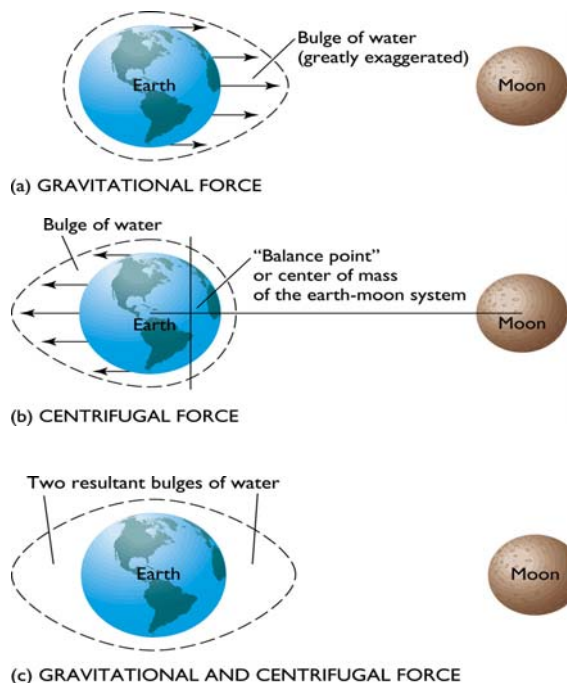 Bulge of water
(greatly exaggerated)
Earth
Moon
(a) GRAVITATIONAL FORCE
Bulge of water
“Balance point”
or center of mass
of the earth-moon system
Earth
Moon
(b) CENTRIFUGAL FORCE
Two resultant bulges of water
Earth
Moon
(c) GRAVITATIONAL AND CENTRIFUGAL FORCE